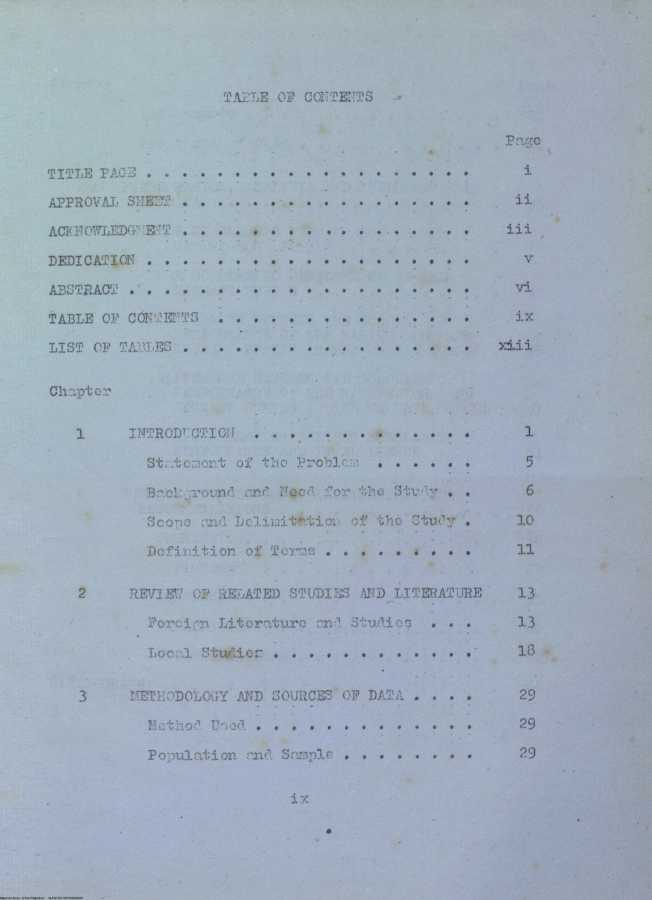 TABLE OF CONTENTS
Page
TITLE PAGE . . . . . . . . . . . . . . . . . . . i
APPROVAL SHEET . . . . . . . . . . . . . . . . . ii
ACKNOWLEDGMENT . . . . . . . . . . . . . . . . . iii
DEDICATION . . . . . . . . . . . . . . . . . . . v
ABSTRACT . . . . . . . . . . . . . . . . . . . . vi
TABLE OF CONTENTS . . . . . . . . . . . . . . . ix
LIST OF TABLES . . . . . . . . . . . . . . . . . xiii
Chapter
1 INTRODUCTION . . . . . . . . . . . . . 1
Statement of the Problem . . . . . . 5
Background and Need for the Study . . 6
Scope and Delimitation of the Study . 10
Definition of Terms . . . . . . . . . 11
2 REVIEW OF RELATED STUDIES AND LITERATURE 13
Foreign Literature and Studies . . . 13
Local Studies . . . . . . . . . . . . 18
3 METHODOLOGY AND SOURCES OF DATA . . . . 29
Method Used . . . . . . . . . . . . . 29
Population and Sample . . . . . . . . 29
ix